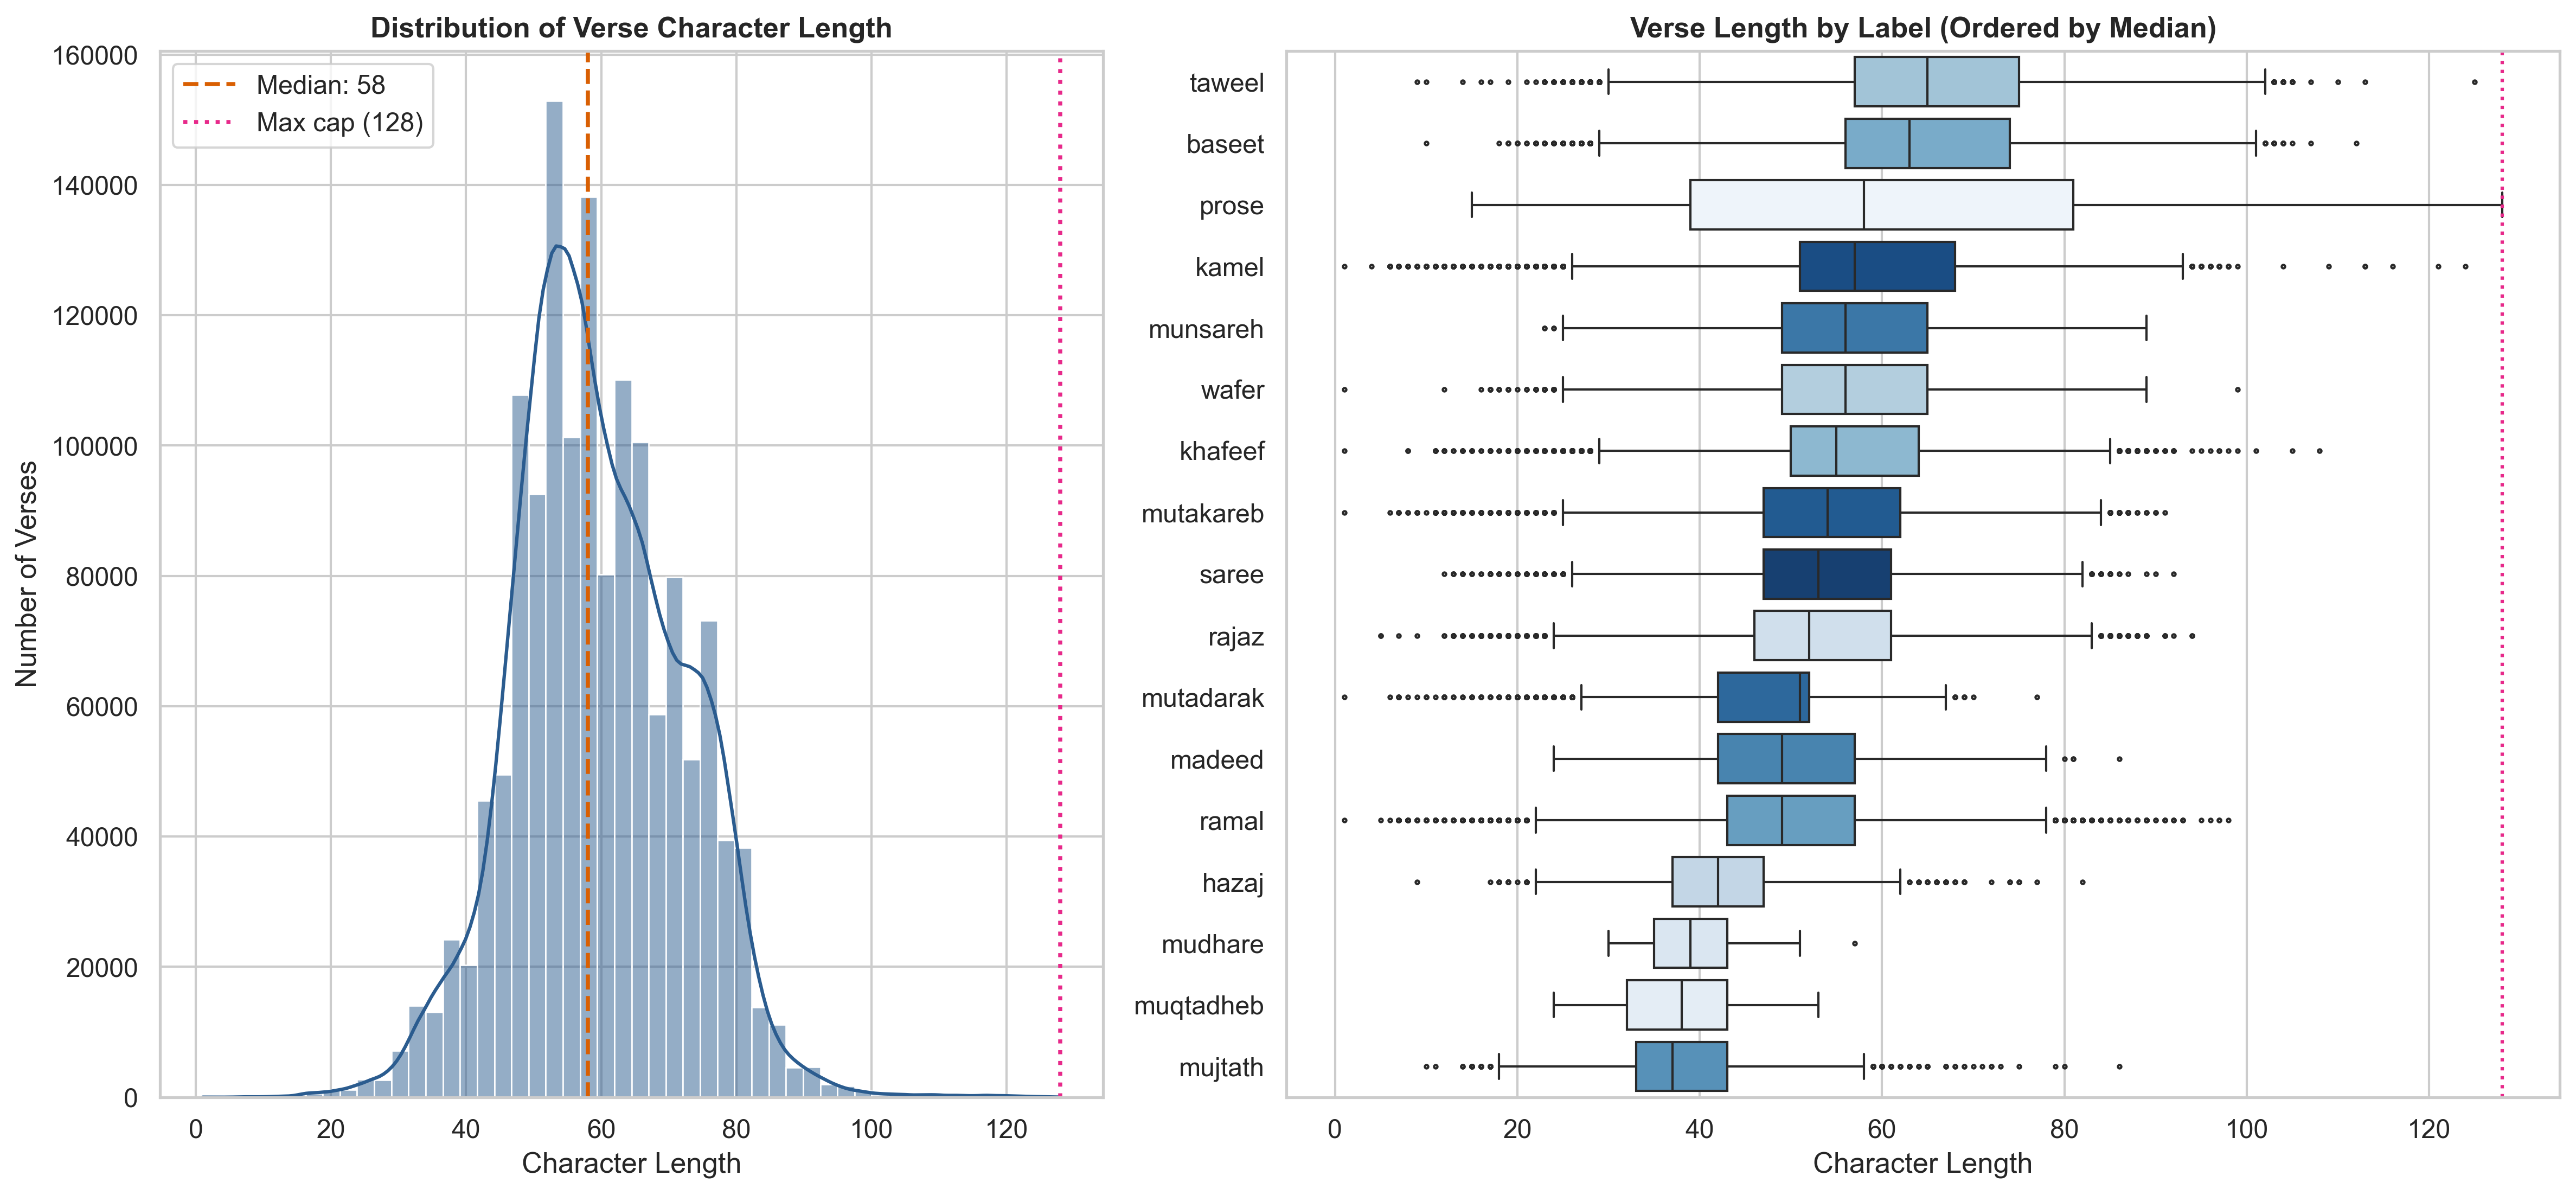 Distribution of Verse Character Length
Median: 58
Max cap (128)
Number of Verses
160000
140000
120000
100000
80000
60000
40000
20000
0
0 20 40 60 80 100 120
Character Length
Verse Length by Label (Ordered by Median)
taweel
baseet
prose
kamel
munsareh
wafer
khafeef
mutakareb
saree
rajaz
mutadarak
madeed
ramal
hazaj
mudhare
muqtadheb
mujtath
0 20 40 60 80 100 120
Character Length